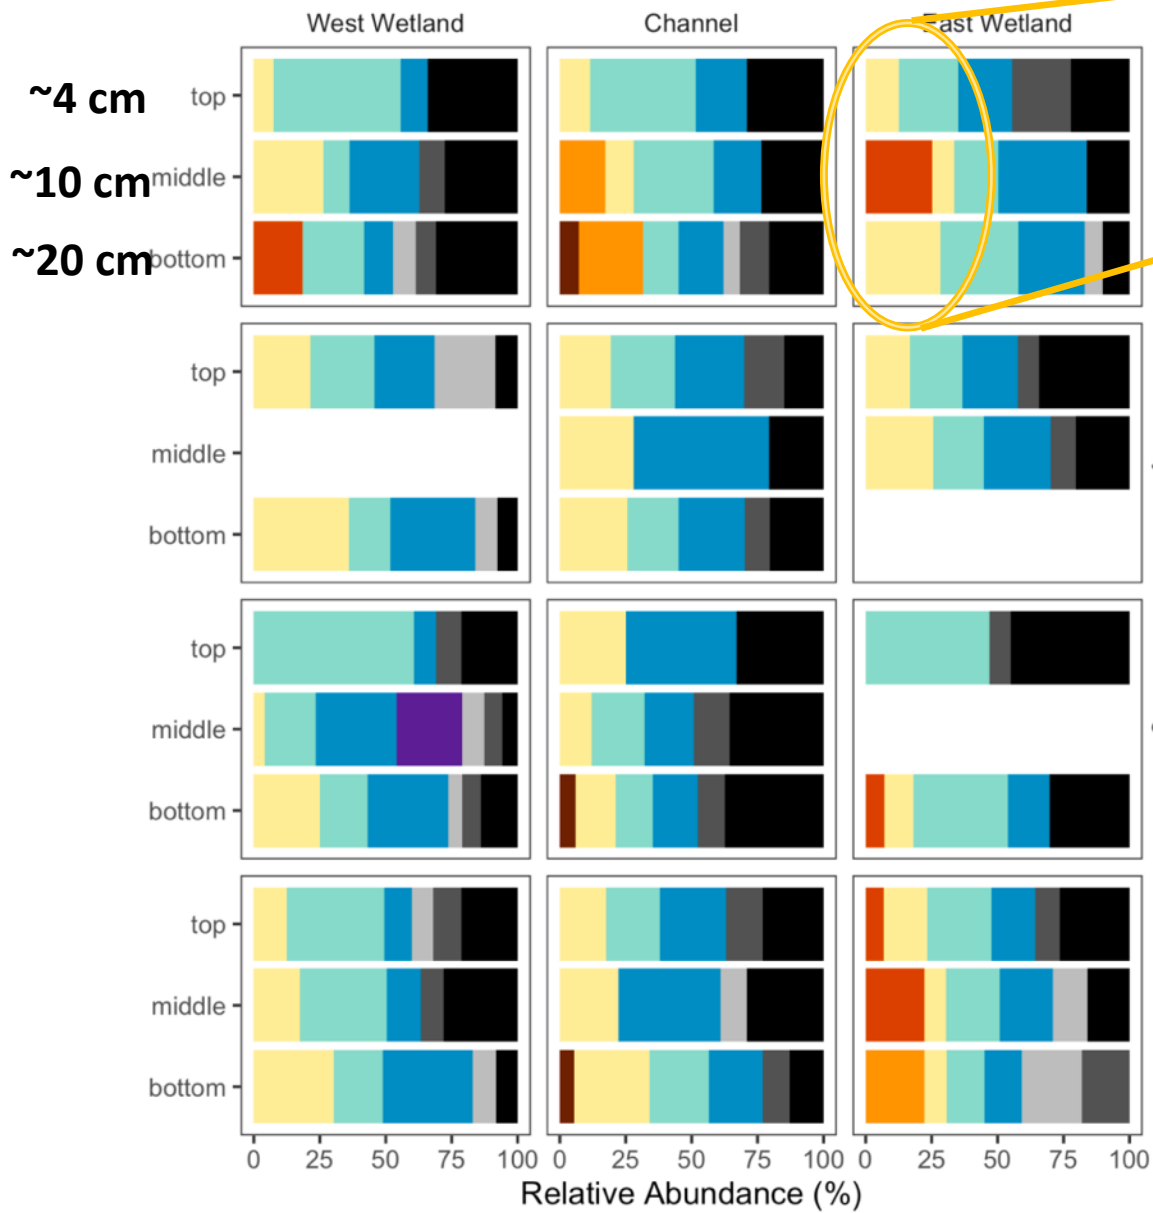 West Wetland Channel East Wetland
~4 cm top
~10 cm middle
~20 cm bottom
top
middle
bottom
top
middle
bottom
top
middle
bottom
0 25 50 75 100 0 25 50 75 100 0 25 50 75 100
Relative Abundance (%)